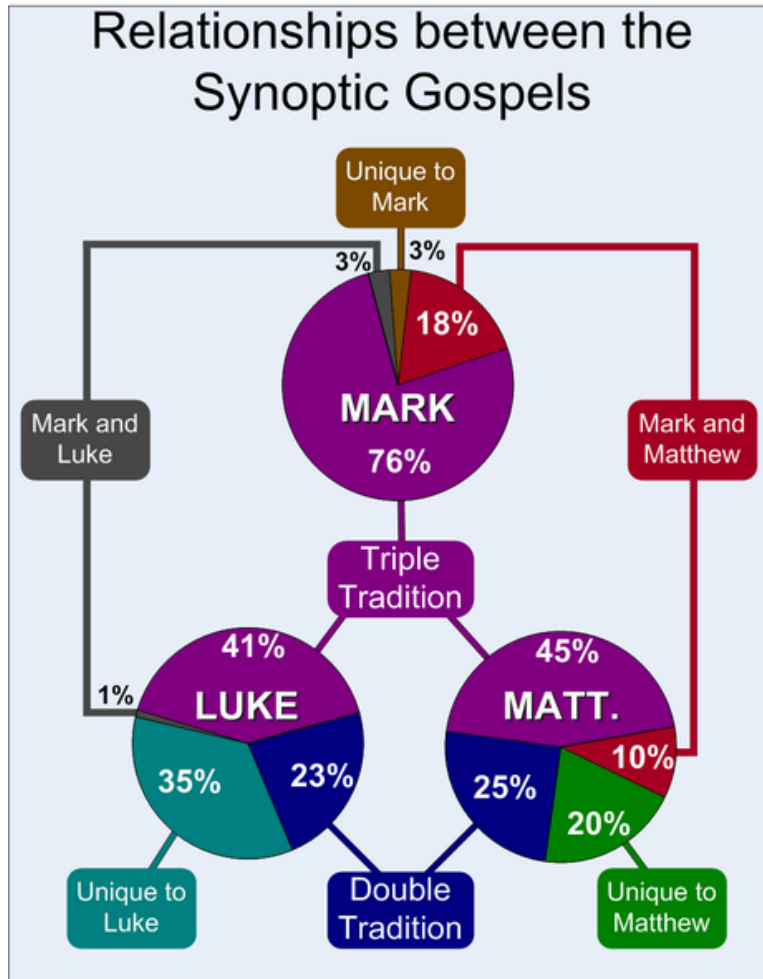 Relationships between the
Synoptic Gospels
Unique to
Mark
3%
3%
18%
MARK
76%
Mark and
Luke
Mark and
Matthew
Triple
Tradition
41%
LUKE
1%
35%
23%
45%
MATT.
10%
25%
20%
Unique to
Luke
Double
Tradition
Unique to
Matthew